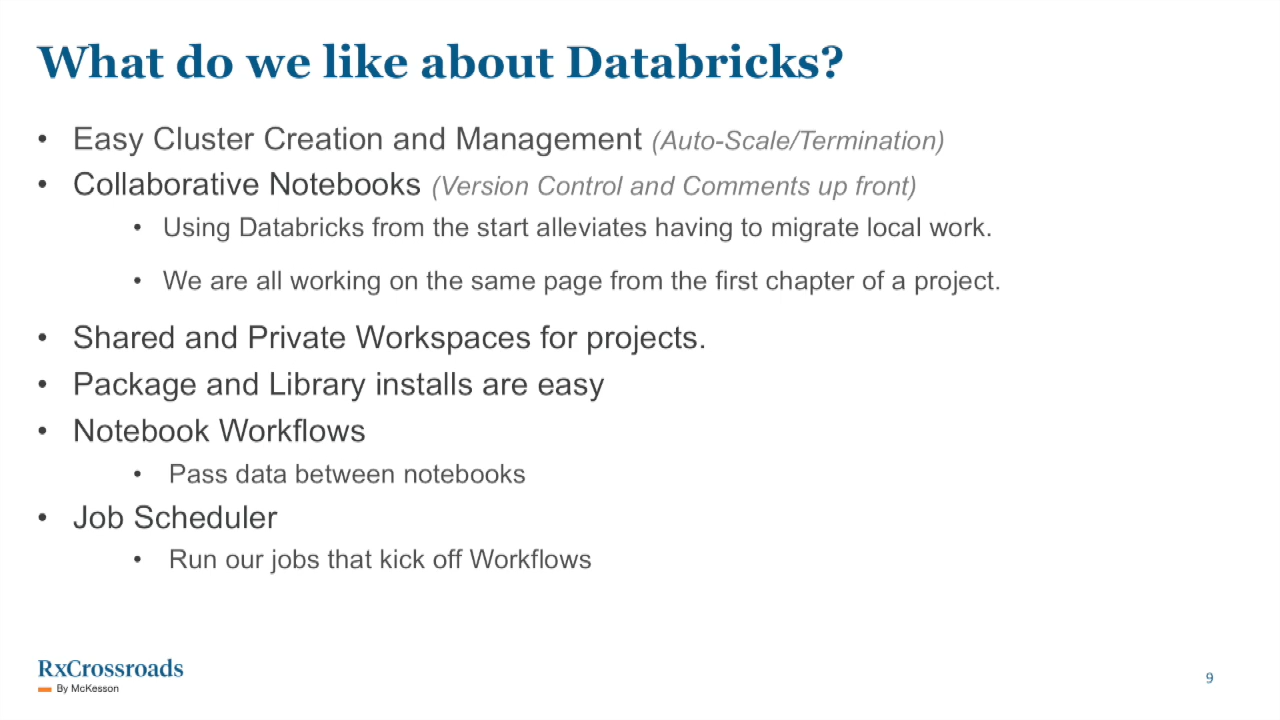 What do we like about Databricks?
• Easy Cluster Creation and Management (Auto-Scale/Termination)
• Collaborative Notebooks (Version Control and Comments up front)
• Using Databricks from the start alleviates having to migrate local work.
• We are all working on the same page from the first chapter of a project.
• Shared and Private Workspaces for projects.
• Package and Library installs are easy
• Notebook Workflows
• Pass data between notebooks
• Job Scheduler
• Run our jobs that kick off Workflows
RxCrossroads
By McKesson
9